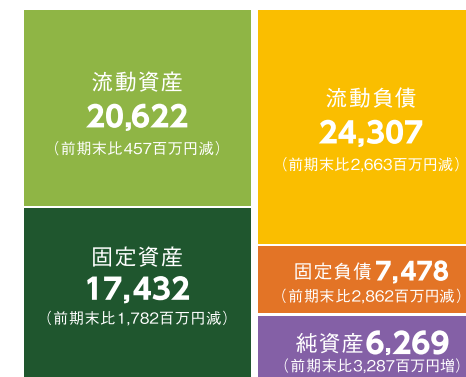 流動資産
20,622
（前期末比457百万円減）
固定資産
17,432
（前期末比1,782百万円減）
流動負債
24,307
（前期末比2,663百万円減）
固定負債 7,478
（前期末比2,862百万円減）
純資産 6,269
（前期末比3,287百万円増）